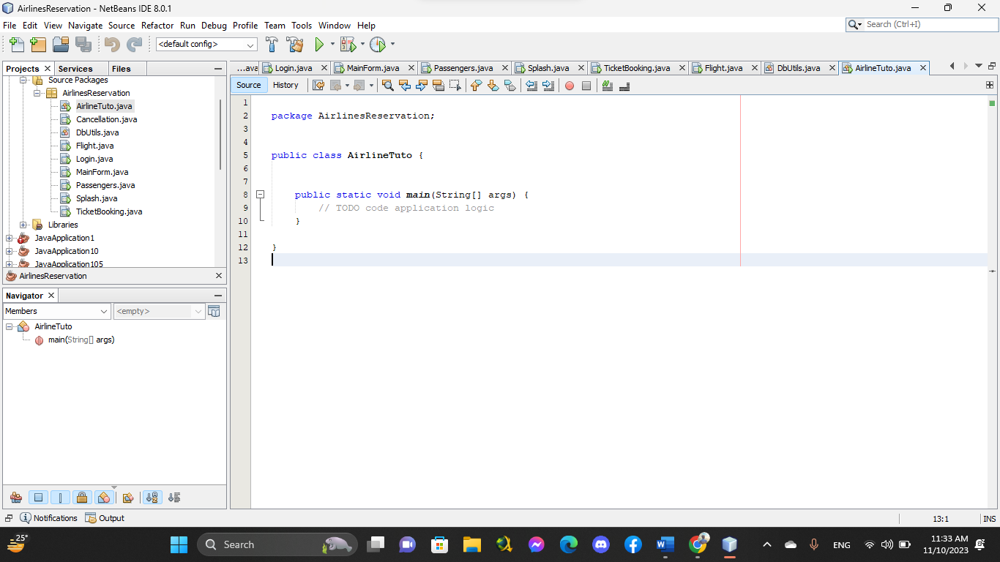 AirlinesReservation - NetBeans IDE 8.0.1
File Edit View Navigate Source Refactor Run Debug Profile Team Tools Window Help
Search (Ctrl+I)
<default config>
Projects Services Files
Source Packages
AirlinesReservation
AirlineTuto.java
Cancellation.java
DbUtils.java
Flight.java
Login.java
MainForm.java
Passengers.java
Splash.java
TicketBooking.java
Libraries
JavaApplication1
JavaApplication10
JavaApplication105
AirlinesReservation
Navigator
Members <empty>
AirlineTuto
main(String[] args)
...ava Login.java MainForm.java Passengers.java Splash.java TicketBooking.java Flight.java DbUtils.java AirlineTuto.java
Source History
1
2 package AirlinesReservation;
3
4
5 public class AirlineTuto {
6
7
8 public static void main(String[] args) {
9 // TODO code application logic
10 }
11
12 }
13
Notifications Output
13:1 INS
25°
Search
ENG
11:33 AM
11/10/2023